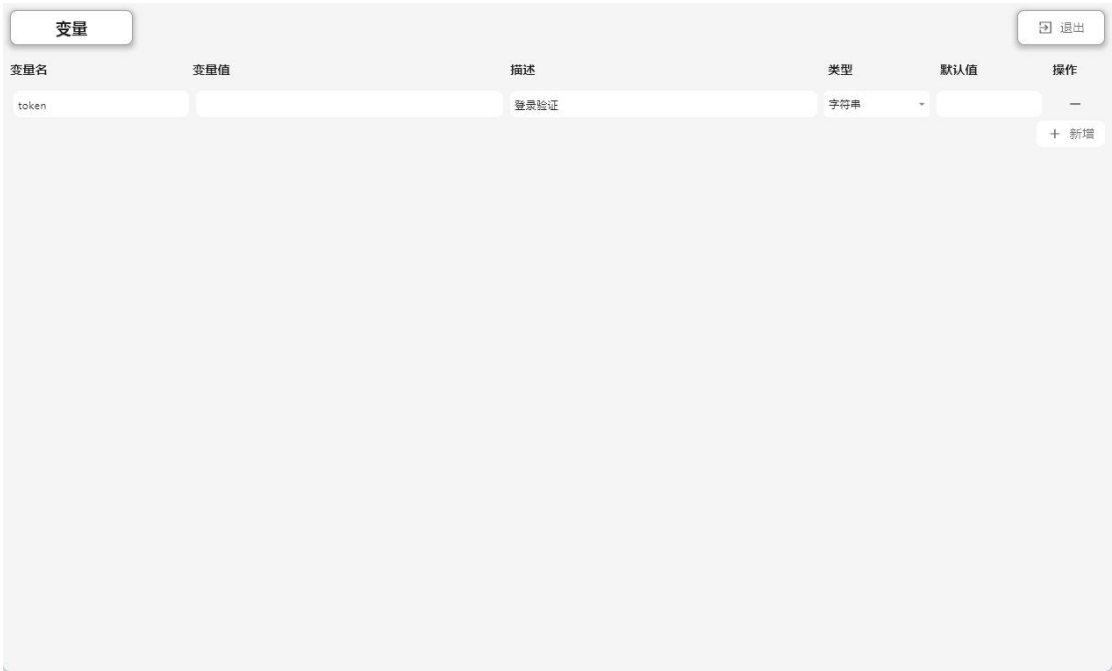 变量
退出
变量名 变量值 描述 类型 默认值 操作
token 登录验证 字符串
新增